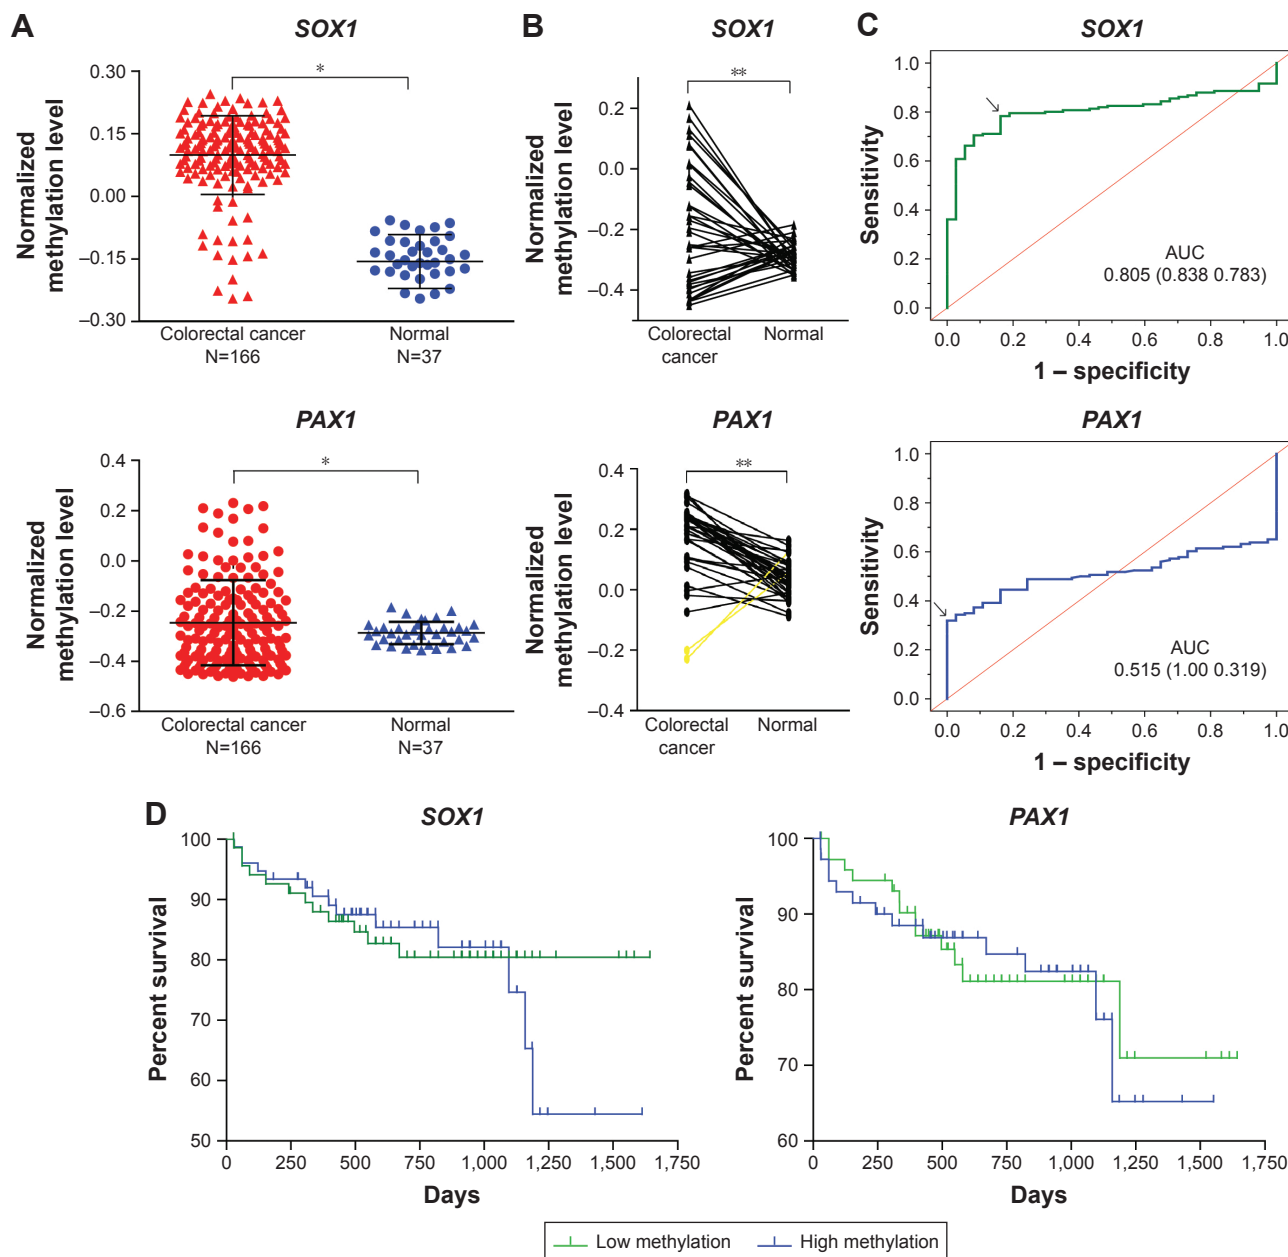 A
SOX1
*
Normalized
methylation level
0.30
0.15
0.00
–0.15
–0.30
Colorectal cancer
N=166
Normal
N=37
B
SOX1
**
Normalized
methylation level
0.2
0.0
–0.2
–0.4
Colorectal
cancer
Normal
C
SOX1
Sensitivity
1.0
0.8
0.6
0.4
0.2
0.0
AUC
0.805 (0.838 0.783)
0.0 0.2 0.4 0.6 0.8 1.0
1 – specificity
PAX1
*
Normalized
methylation level
0.4
0.2
0.0
–0.2
–0.4
–0.6
Colorectal cancer
N=166
Normal
N=37
PAX1
**
Normalized
methylation level
0.4
0.2
0.0
–0.2
–0.4
Colorectal
cancer
Normal
PAX1
Sensitivity
1.0
0.8
0.6
0.4
0.2
0.0
AUC
0.515 (1.00 0.319)
0.0 0.2 0.4 0.6 0.8 1.0
1 – specificity
D
SOX1
Percent survival
100
90
80
70
60
50
0 250 500 750 1,000 1,250 1,500 1,750
Days
PAX1
Percent survival
100
90
80
70
60
0 250 500 750 1,000 1,250 1,500 1,750
Days
Low methylation High methylation